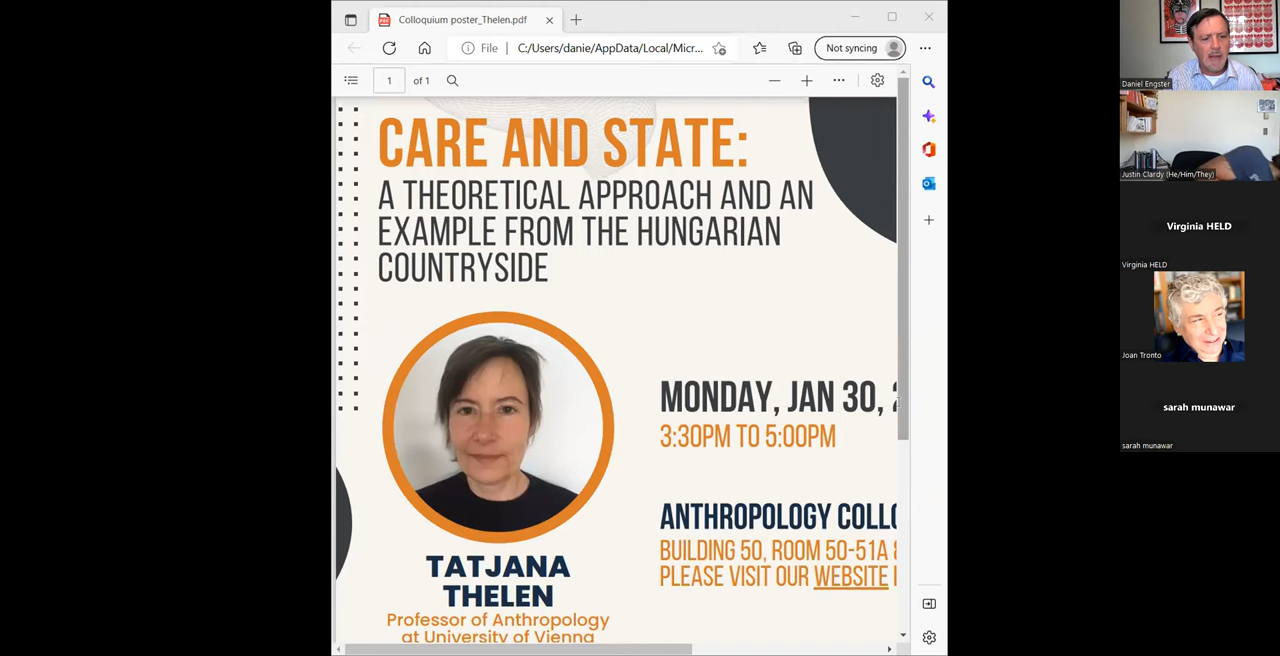 Colloquium poster_Thelen.pdf
File
C:/Users/danie/AppData/Local/Micr...
Not syncing
1
of 1
CARE AND STATE:
A THEORETICAL APPROACH AND AN
EXAMPLE FROM THE HUNGARIAN
COUNTRYSIDE
MONDAY, JAN 30,
3:30PM TO 5:00PM
ANTHROPOLOGY COLLO
BUILDING 50, ROOM 50-51A
PLEASE VISIT OUR WEBSITE
TATJANA
THELEN
Professor of Anthropology
at University of Vienna
Daniel Engster
Justin Clardy (He/Him/They)
Virginia HELD
Virginia HELD
Joan Tronto
sarah munawar
sarah munawar